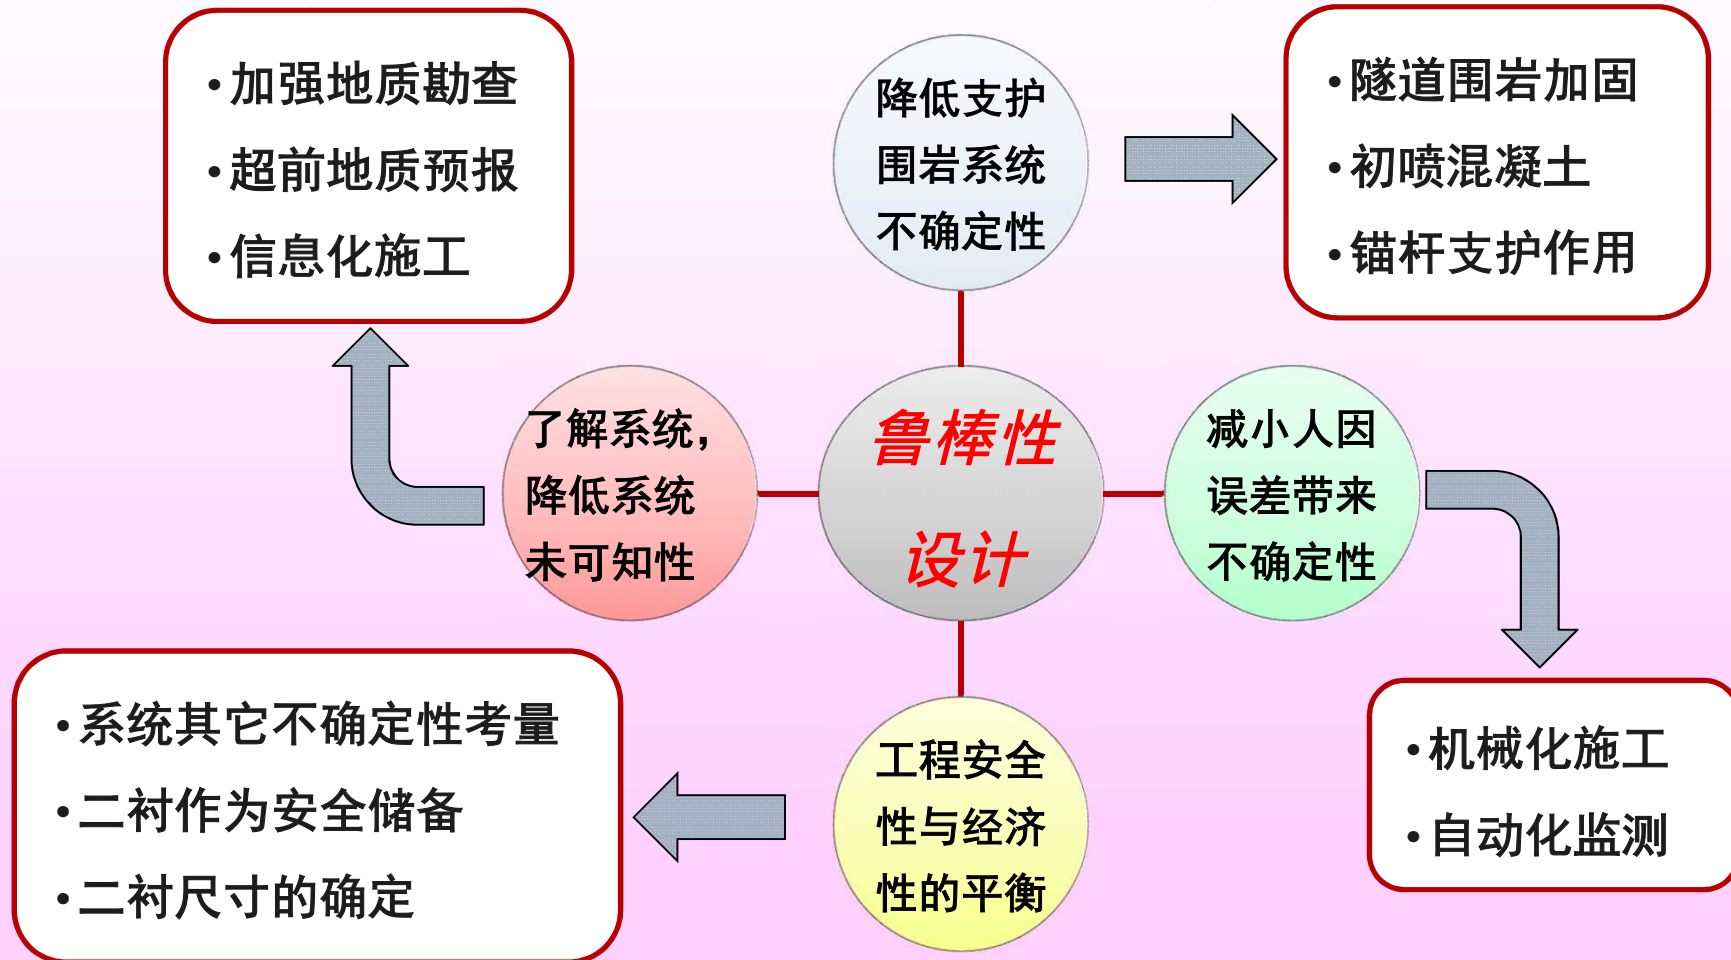 •加强地质勘查
•超前地质预报
•信息化施工
降低支护
围岩系统
不确定性
•隧道围岩加固
•初喷混凝土
•锚杆支护作用
了解系统，
降低系统
未可知性
鲁棒性
设计
减小人因
误差带来
不确定性
•系统其它不确定性考量
•二衬作为安全储备
•二衬尺寸的确定
工程安全
性与经济
性的平衡
•机械化施工
•自动化监测